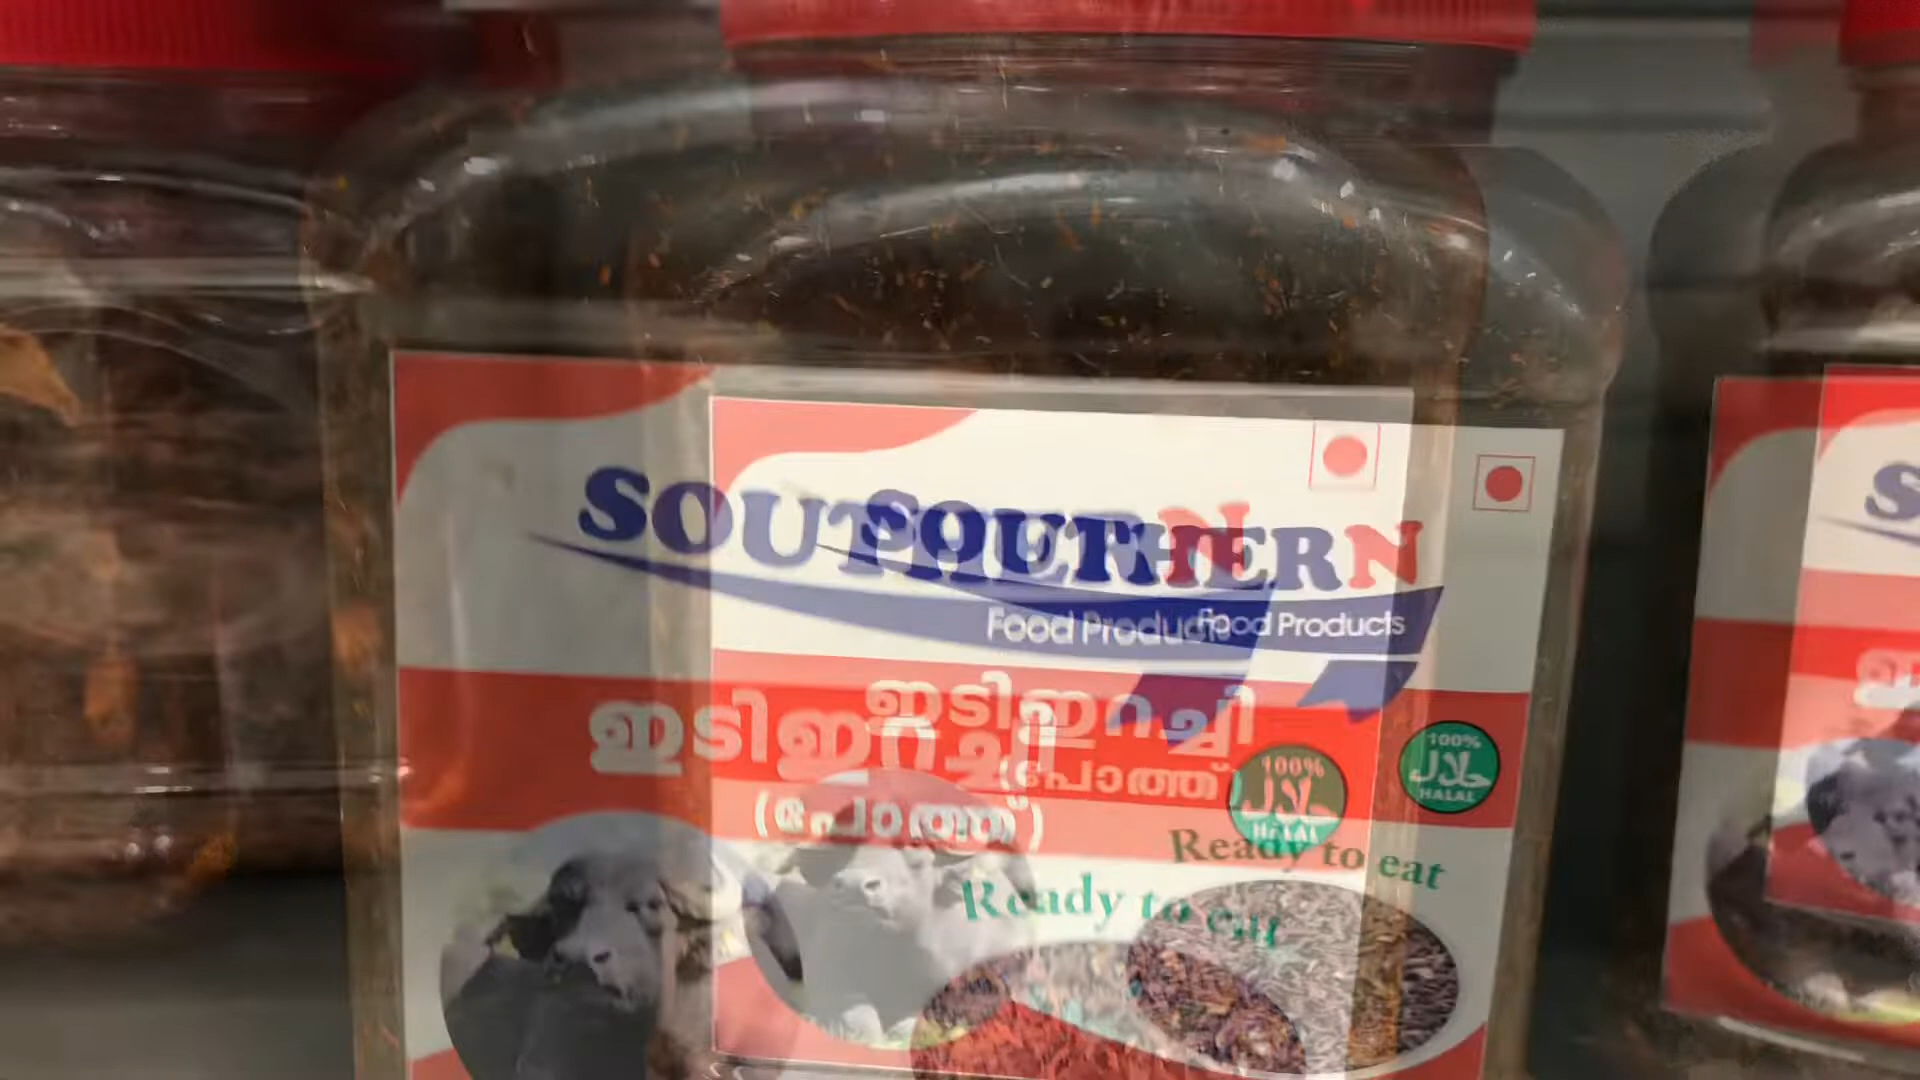 SOUTHERN
Food Products
ഇടിഇറച്ചി
(പോത്ത്)
100%
حلال
HALAL
Ready to eat